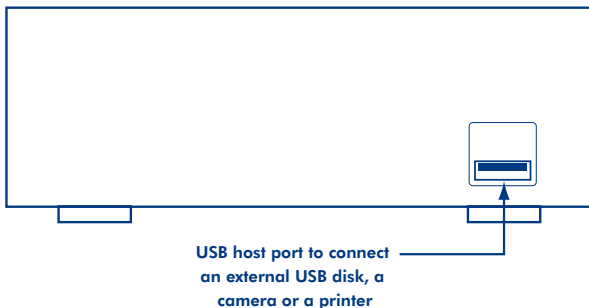 USB host port to connect
an external USB disk, a
camera or a printer